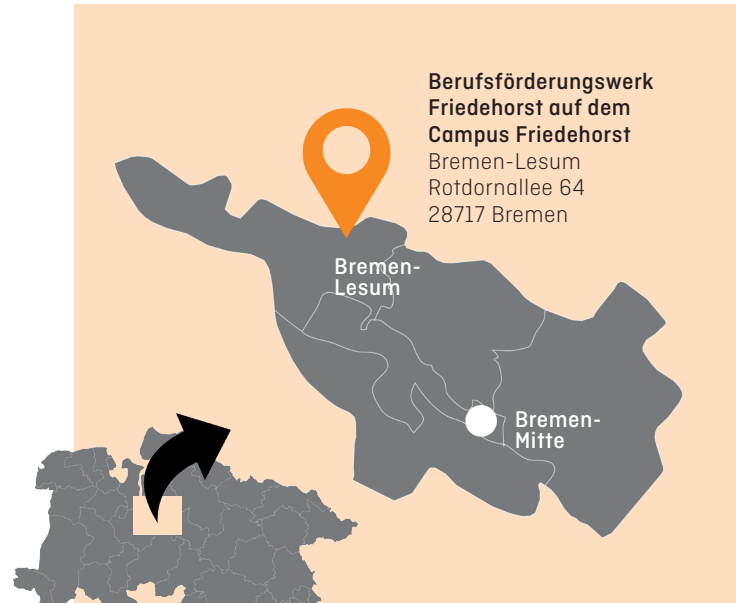 Berufsförderungswerk
Friedehorst auf dem
Campus Friedehorst
Bremen-Lesum
Rotdornallee 64
28717 Bremen
Bremen-
Lesum
Bremen-
Mitte